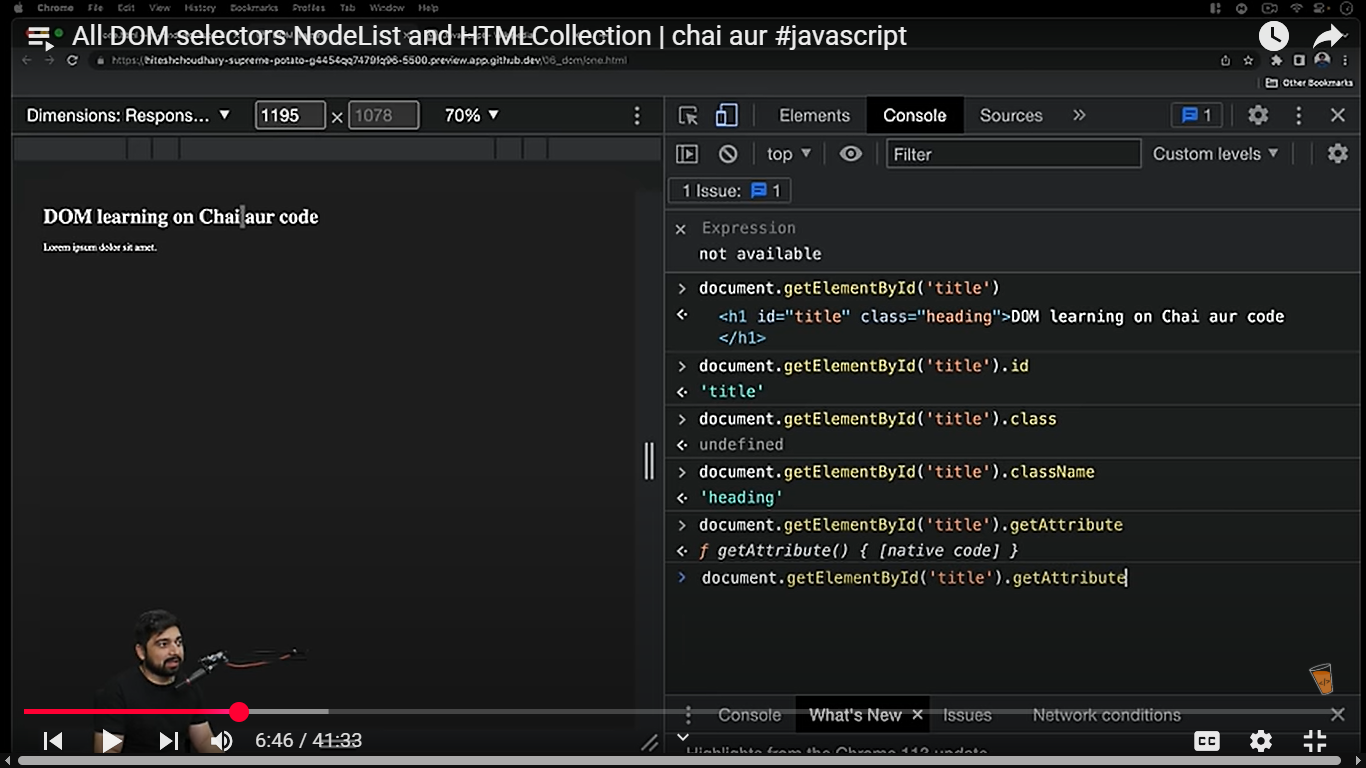 Chrome File Edit View History Bookmarks Profiles Tab Window Help
All DOM selectors NodeList and HTMLCollection | chai aur #javascript
https://hiteshchoudhary-supreme-potato-g4454qq7479fq96-5500.preview.app.github.dev/06_dom/one.html
Other Bookmarks
Dimensions: Respons... 1195 × 1078 70%
Elements Console Sources » 1
top Filter Custom levels
1 Issue: 1
DOM learning on Chai aur code
Lorem ipsum dolor sit amet.
× Expression
not available
> document.getElementById('title')
<h1 id="title" class="heading">DOM learning on Chai aur code
</h1>
> document.getElementById('title').id
'title'
> document.getElementById('title').class
undefined
> document.getElementById('title').className
'heading'
> document.getElementById('title').getAttribute
ƒ getAttribute() { [native code] }
> document.getElementById('title').getAttribute
Console What's New × Issues Network conditions
6:46 / 41:33
CC
Highlights from the Chrome 113 update